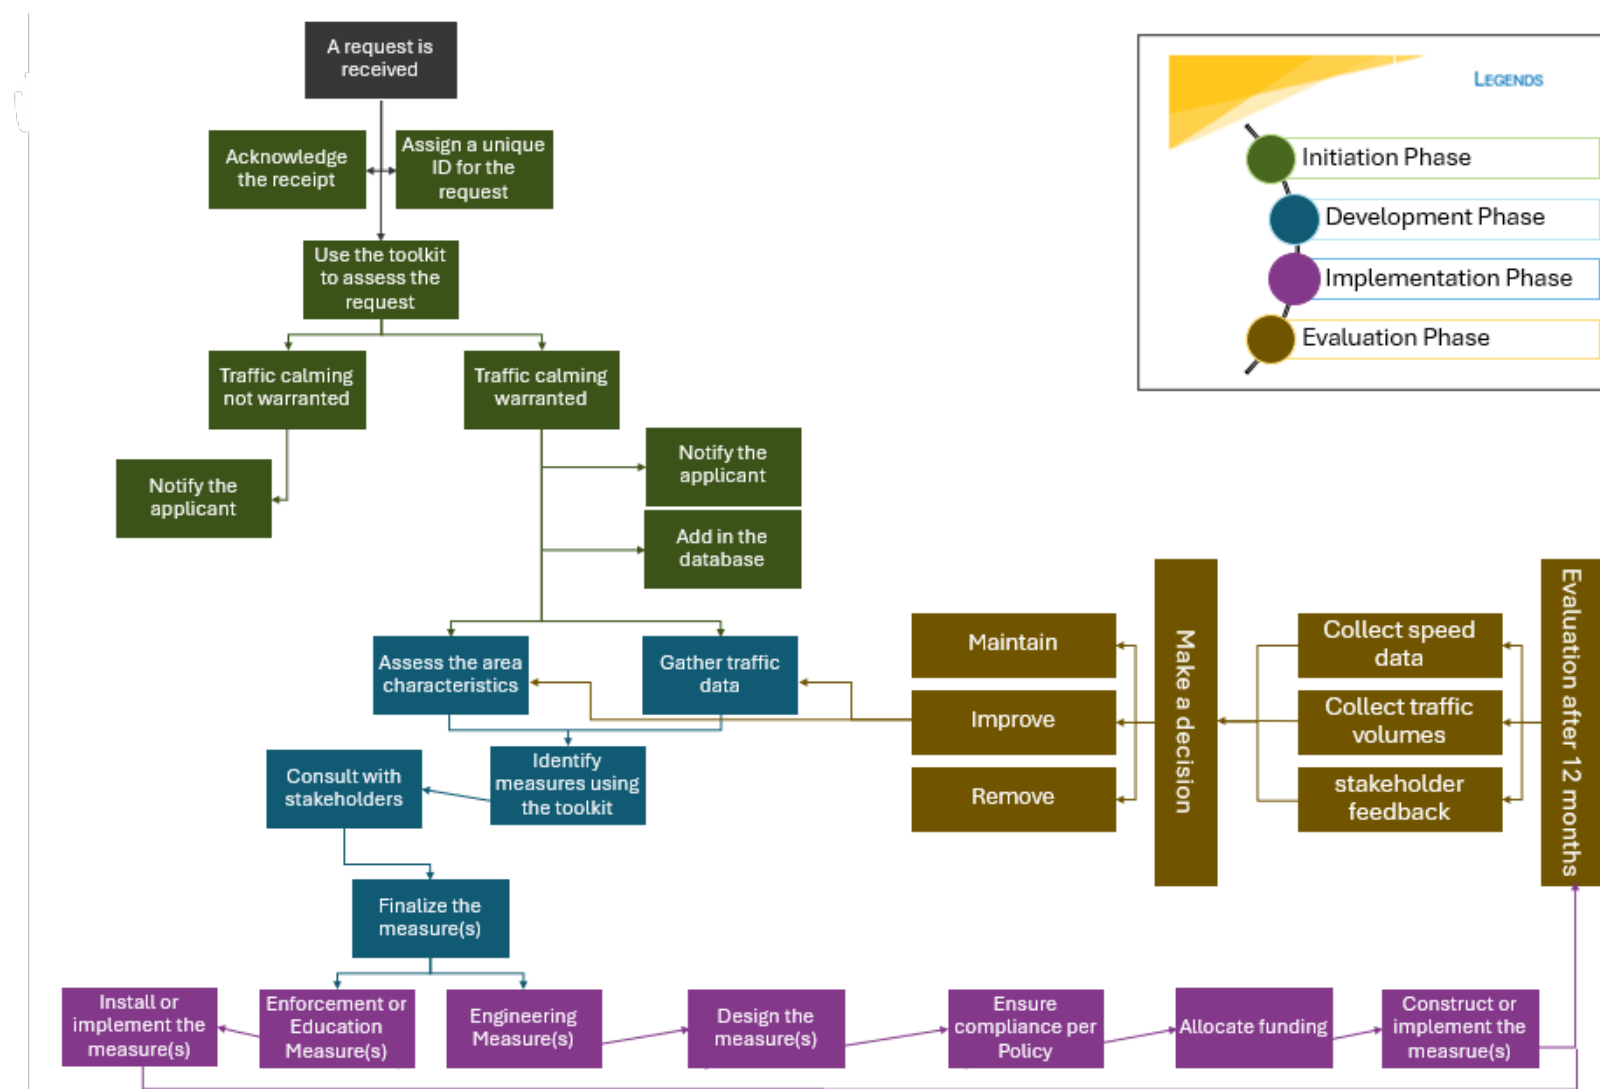 A request is
received
LEGENDS
Acknowledge
the receipt
Assign a unique
ID for the
request
Initiation Phase
Development Phase
Implementation Phase
Evaluation Phase
Use the toolkit
to assess the
request
Traffic calming
not warranted
Traffic calming
warranted
Notify the
applicant
Notify the
applicant
Add in the
database
Assess the area
characteristics
Gather traffic
data
Maintain
Improve
Remove
Make a decision
Collect speed
data
Collect traffic
volumes
stakeholder
feedback
Evaluation after 12 months
Consult with
stakeholders
Identify
measures using
the toolkit
Finalize the
measure(s)
Install or
implement the
measure(s)
Enforcement or
Education
Measure(s)
Engineering
Measure(s)
Design the
measure(s)
Ensure
compliance per
Policy
Allocate funding
Construct or
implement the
measrue(s)